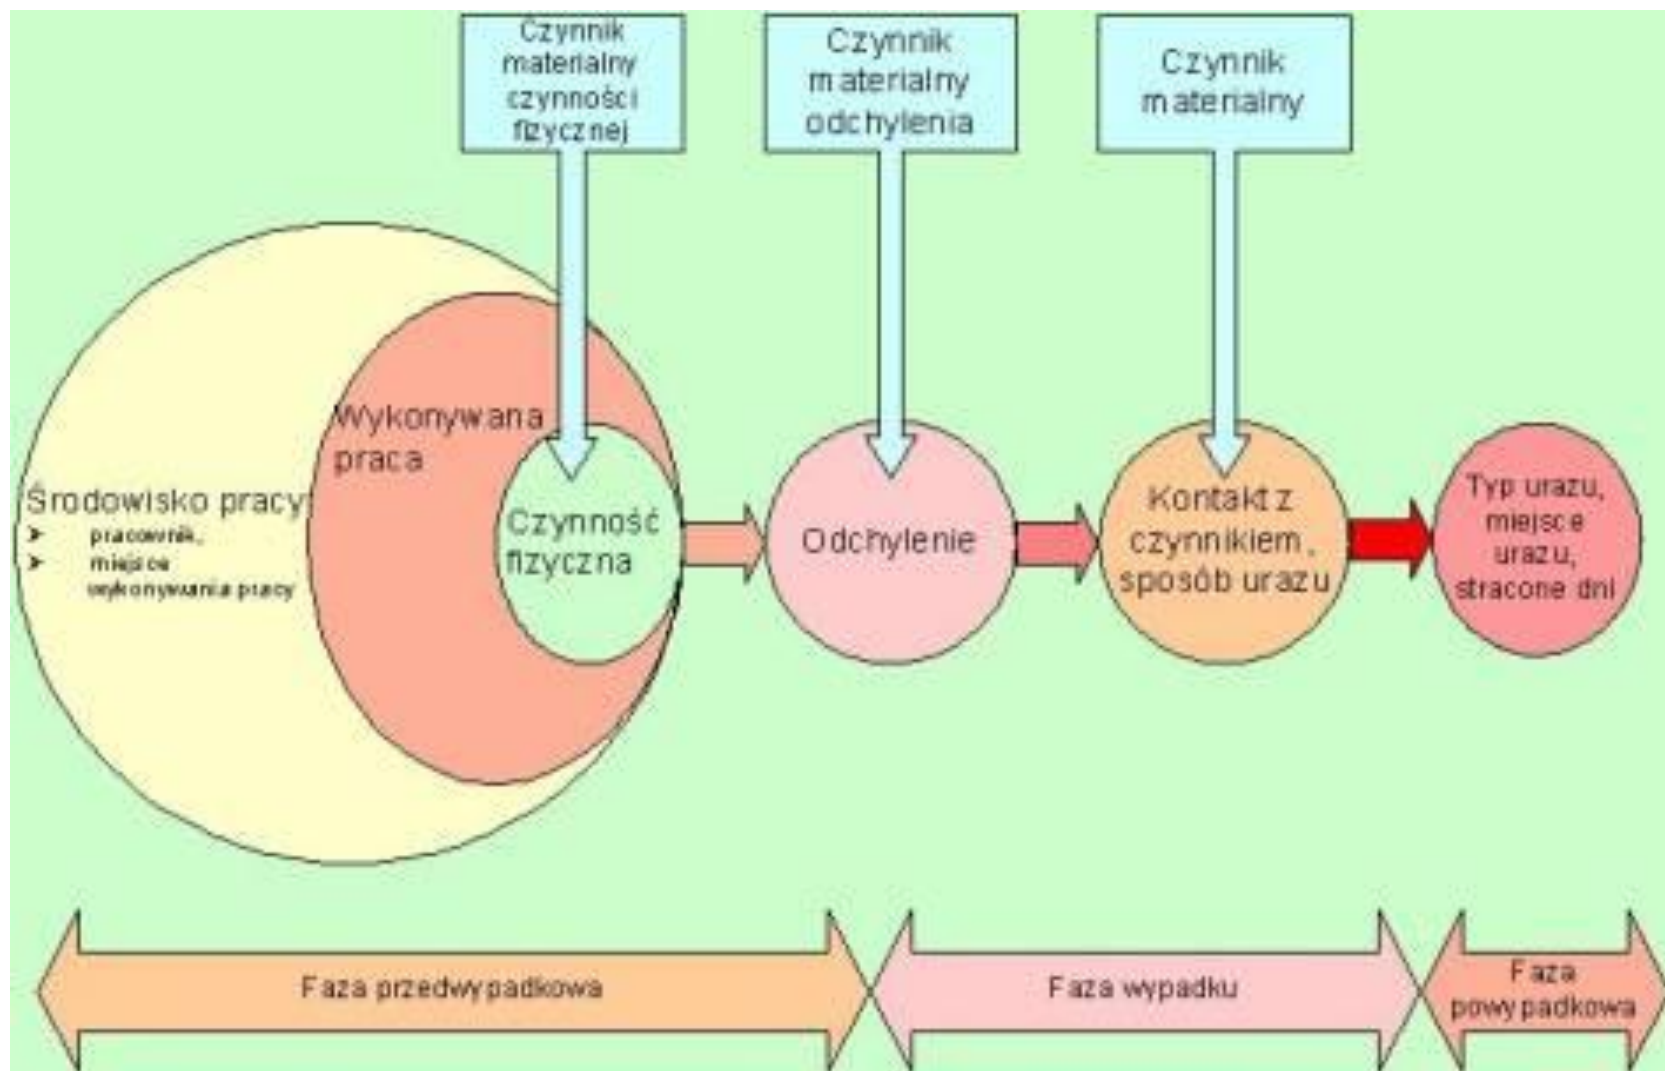 Czynnik
materialny
czynności
fizycznej
Czynnik
materialny
odchylenia
Czynnik
materialny
Wykonywana
praca
Środowisko pracy
➤ pracownik,
➤ miejsce
wykonywania pracy
Czynność
fizyczna
Odchylenie
Kontakt z
czynnikiem,
sposób urazu
Typ urazu,
miejsce
urazu,
stracone dni
Faza przedwypadkowa
Faza wypadku
Faza
powypadkowa